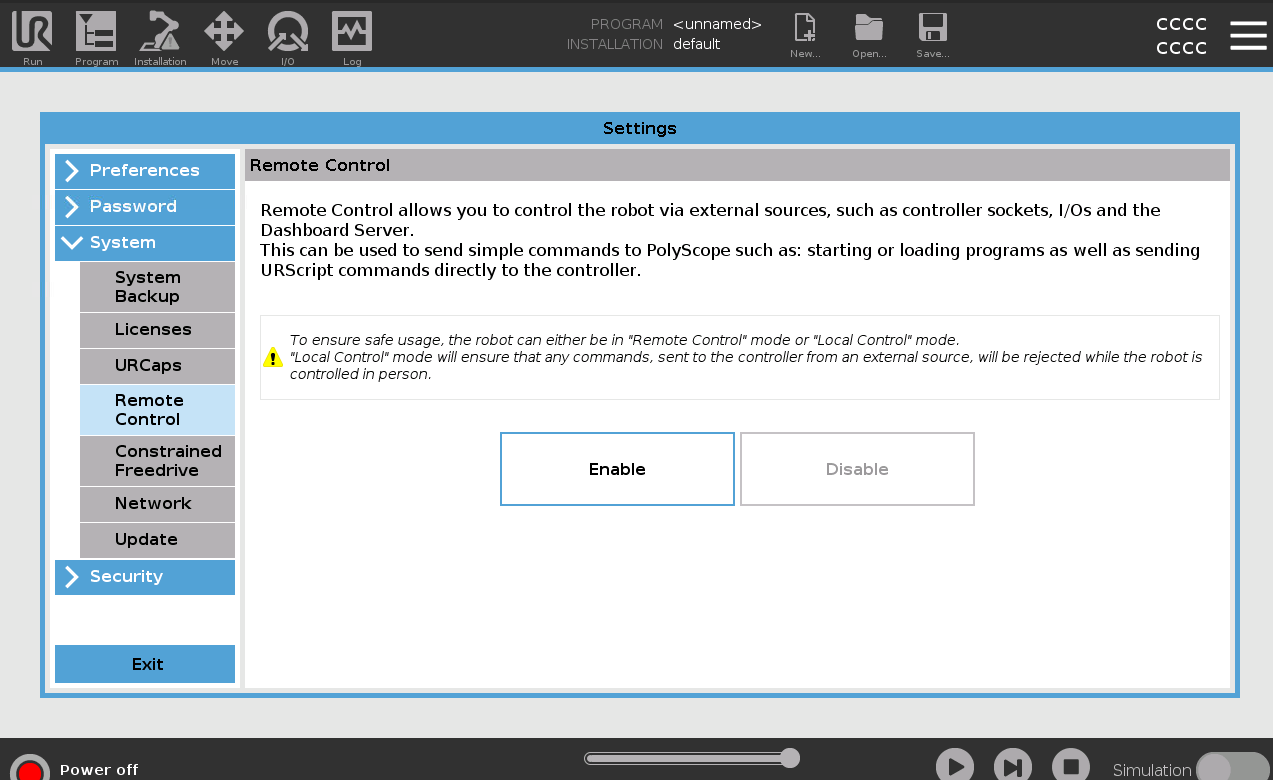 PROGRAM <unnamed>
INSTALLATION default
CCCC
CCCC
Run
Program
Installation
Move
I/O
Log
New...
Open...
Save...
Settings
Preferences
Password
System
System
Backup
Licenses
URCaps
Remote
Control
Constrained
Freedrive
Network
Update
Security
Exit
Remote Control
Remote Control allows you to control the robot via external sources, such as controller sockets, I/Os and the
Dashboard Server.
This can be used to send simple commands to PolyScope such as: starting or loading programs as well as sending
URScript commands directly to the controller.
To ensure safe usage, the robot can either be in "Remote Control" mode or "Local Control" mode.
"Local Control" mode will ensure that any commands, sent to the controller from an external source, will be rejected while the robot is
controlled in person.
Enable
Disable
Power off
Simulation